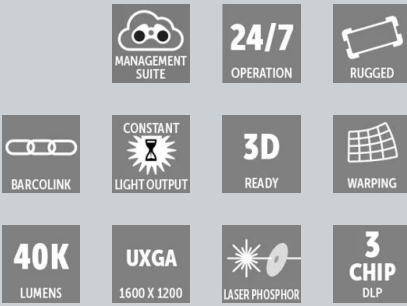 MANAGEMENT
SUITE
24/7
OPERATION
RUGGED
BARCOLINK
CONSTANT
LIGHT OUTPUT
3D
READY
WARPING
40K
LUMENS
UXGA
1600 X 1200
LASER PHOSPHOR
3
CHIP
DLP